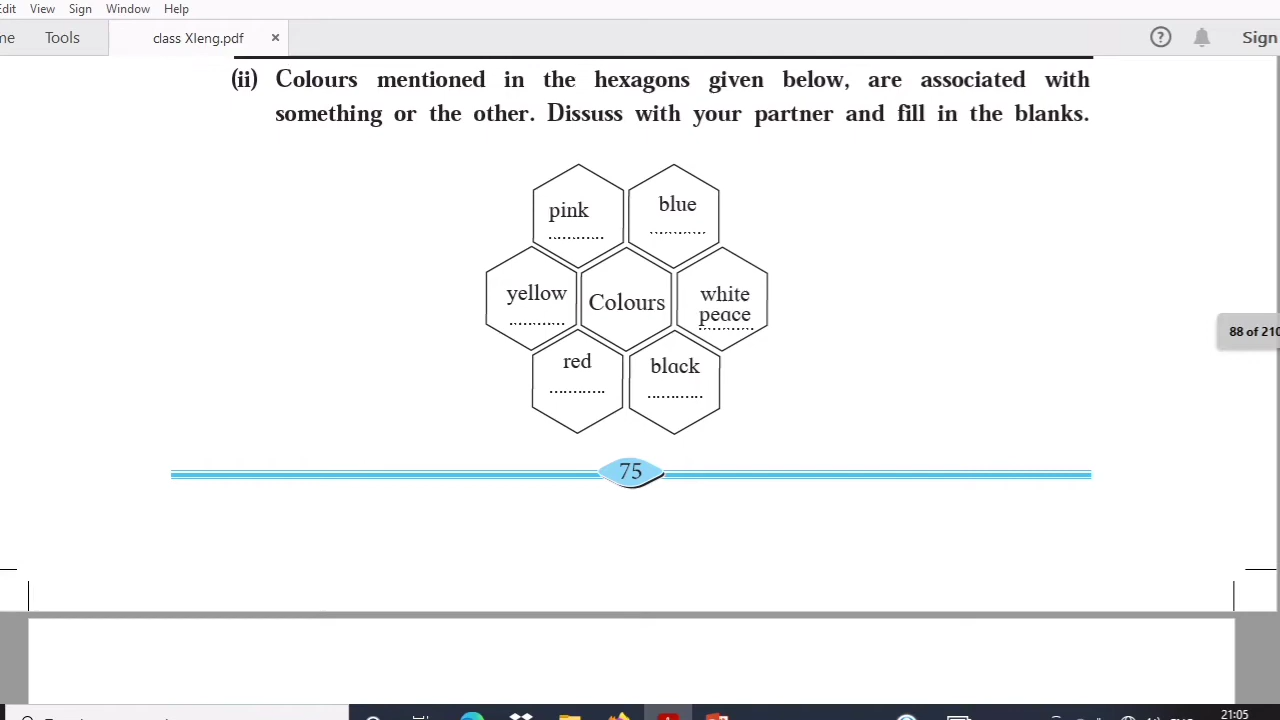 Edit View Sign Window Help
me Tools class XIeng.pdf × ? Sign
(ii) Colours mentioned in the hexagons given below, are associated with
something or the other. Dissuss with your partner and fill in the blanks.
pink
...........
blue
...........
yellow
...........
Colours
white
peace
...........
red
...........
black
...........
88 of 210
75
21:05